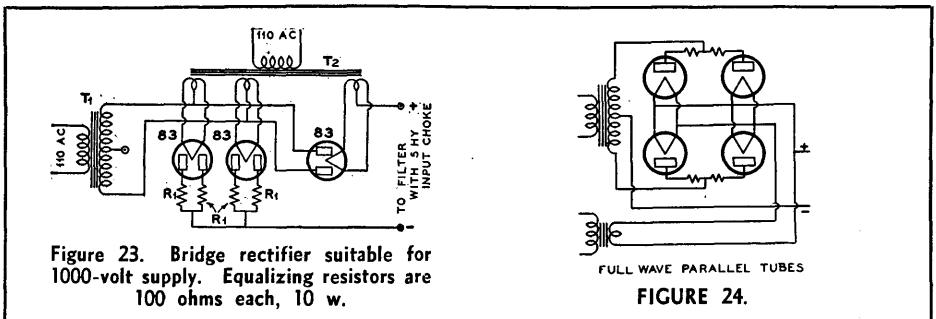 110 AC
T2
T1
110 AC
83
83
83
+
TO FILTER
WITH 5 HY
INPUT CHOKE
-
R1
R1
R1
Figure 23. Bridge rectifier suitable for
1000-volt supply. Equalizing resistors are
100 ohms each, 10 w.
+
-
FULL WAVE PARALLEL TUBES
FIGURE 24.